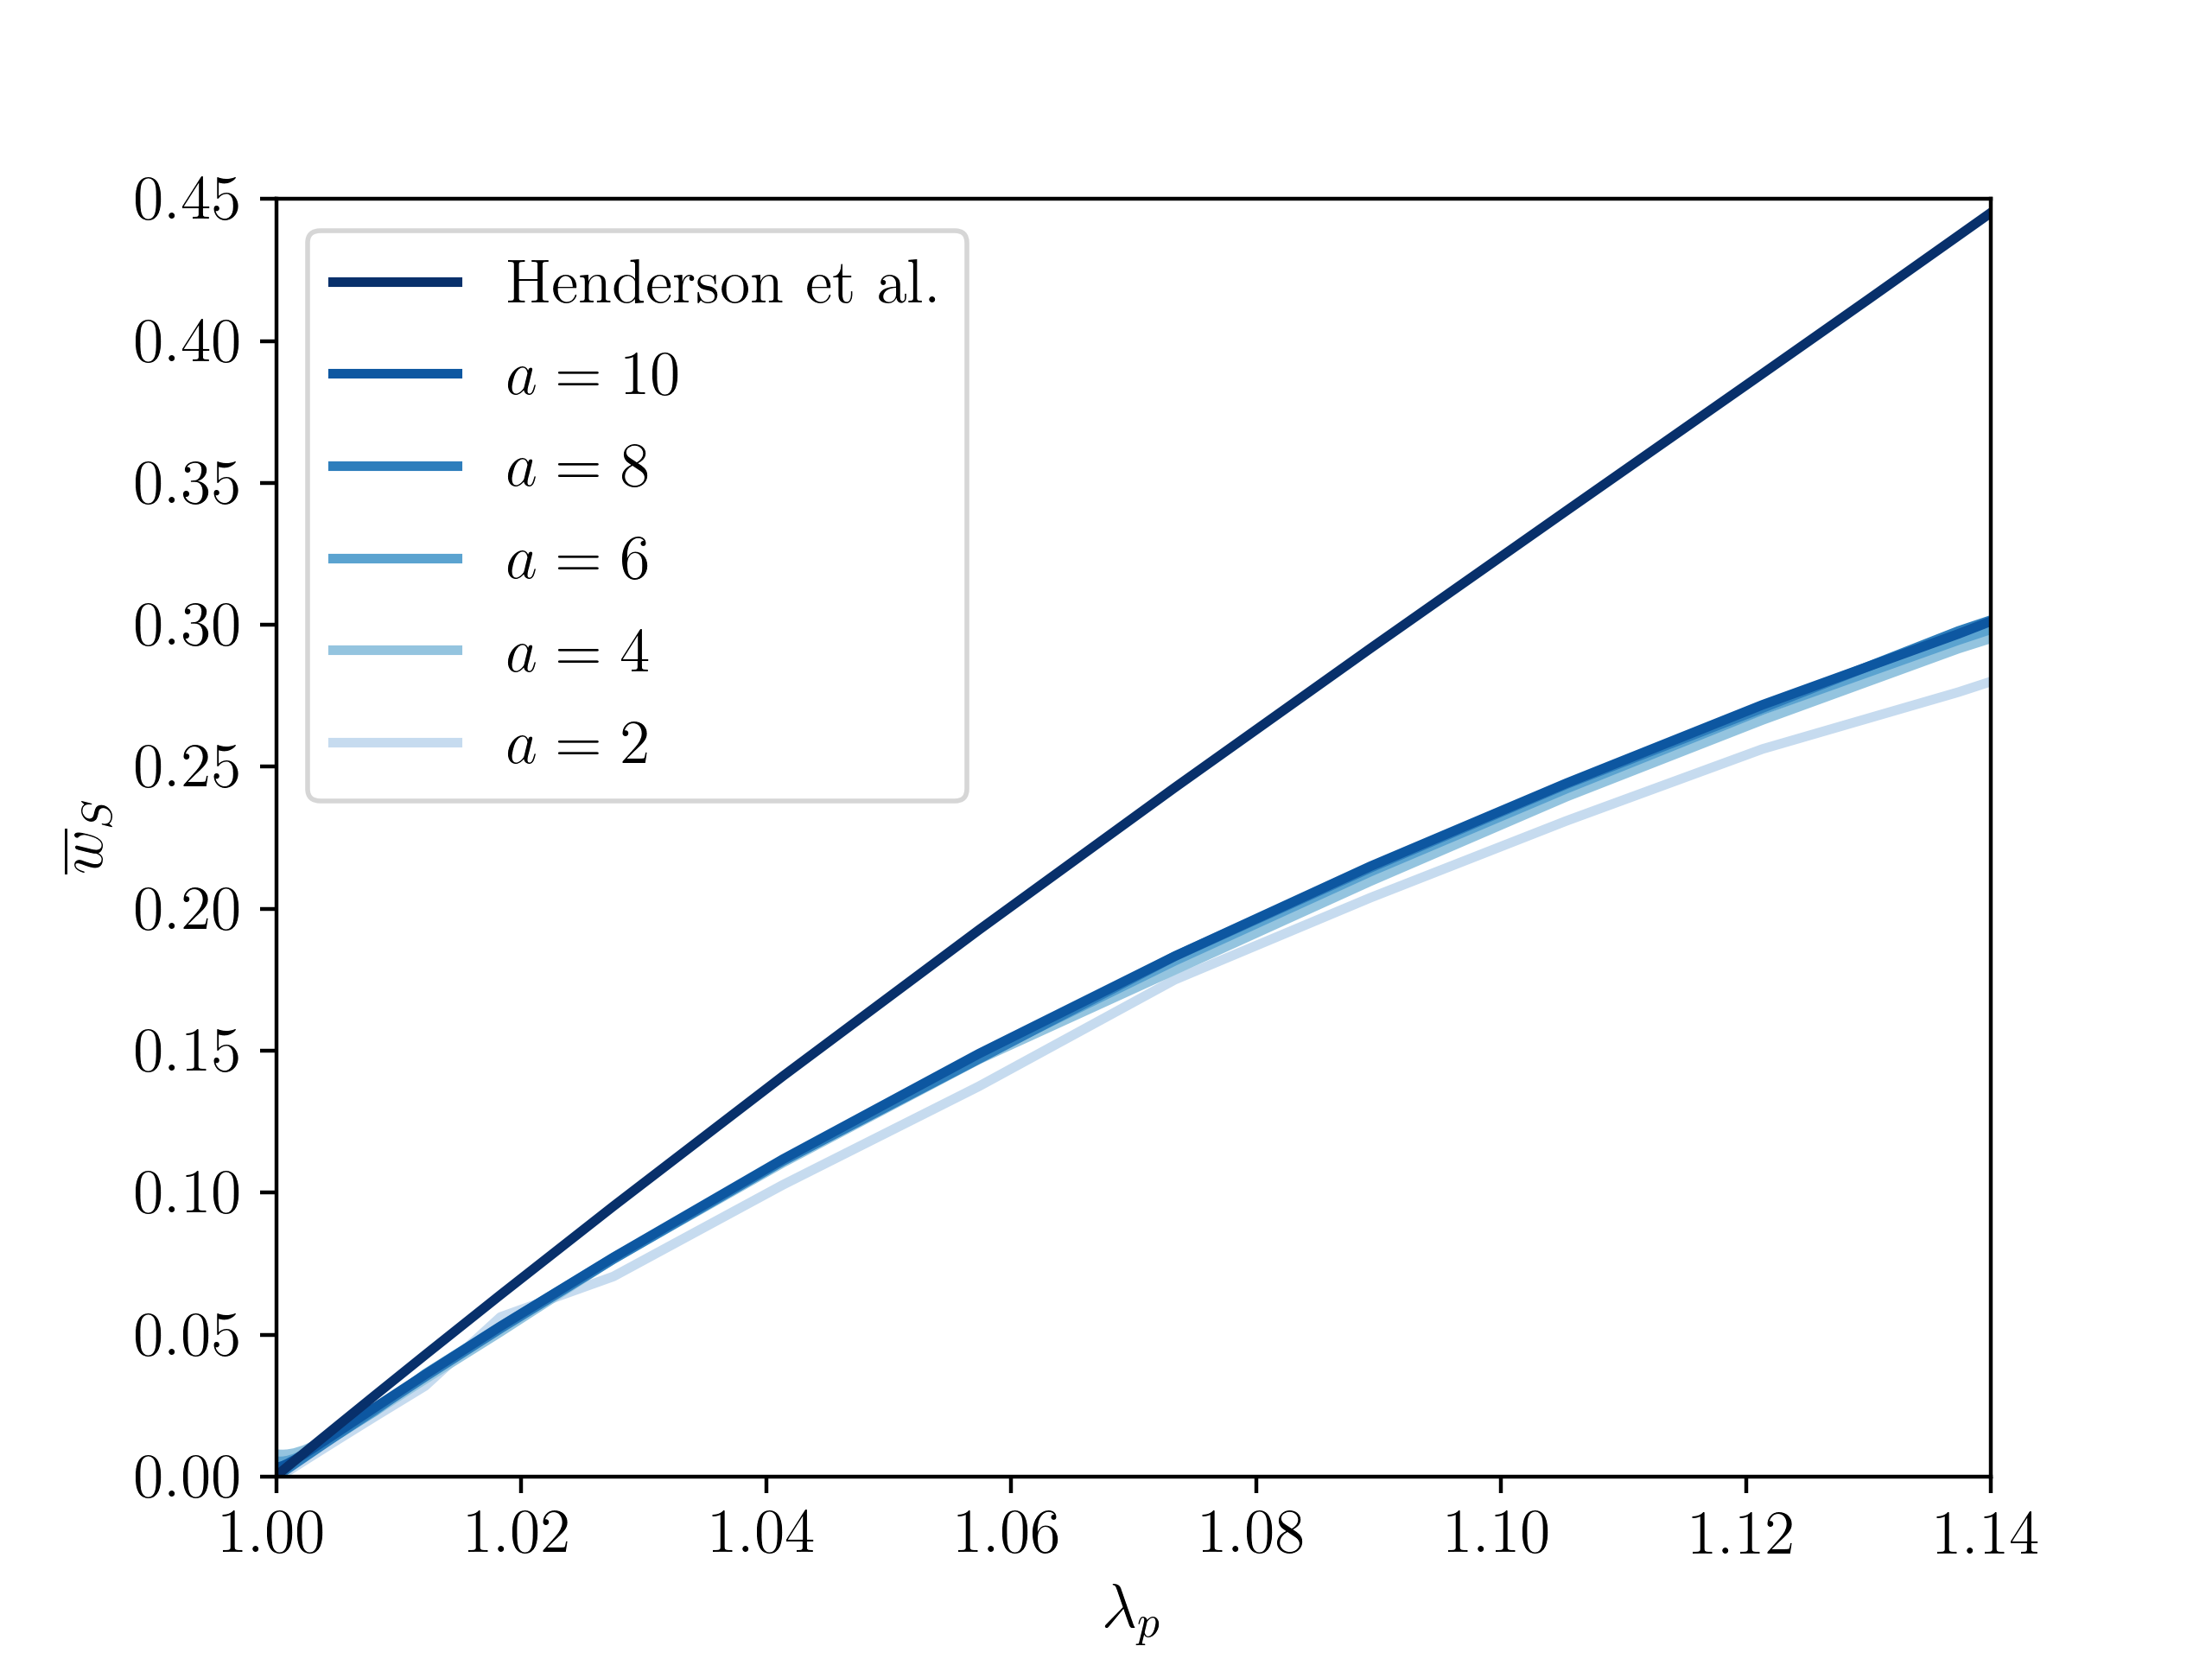 0.45
0.40
0.35
0.30
0.25
0.20
0.15
0.10
0.05
0.00
w̅s
Henderson et al.
a = 10
a = 8
a = 6
a = 4
a = 2
1.00 1.02 1.04 1.06 1.08 1.10 1.12 1.14
λp